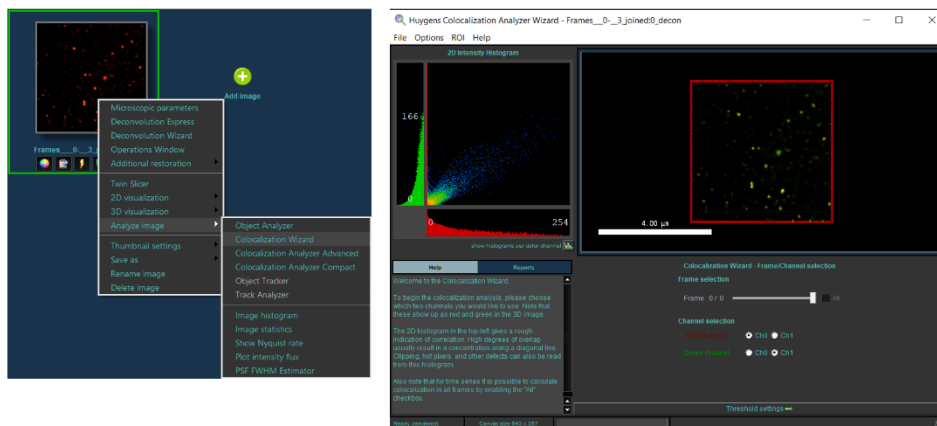 Add image
Frames__0-__3_j
Microscopic parameters
Deconvolution Express
Deconvolution Wizard
Operations Window
Additional restoration
Twin Slicer
2D visualization
3D visualization
Analyze image
Thumbnail settings
Save as
Rename image
Delete image
Object Analyzer
Colocalization Wizard
Colocalization Analyzer Advanced
Colocalization Analyzer Compact
Object Tracker
Track Analyzer
Image histogram
Image statistics
Show Nyquist rate
Plot intensity flux
PSF FWHM Estimator
Huygens Colocalization Analyzer Wizard - Frames__0-__3_joined:0_decon
File Options ROI Help
2D Intensity Histogram
166
0
0 254
show histograms per color channel
4.00 µm
Help Reports
Welcome to the Colocalization Wizard.
To begin the colocalization analysis, please choose
which two channels you would like to use. Note that
these show up as red and green in the 3D image.
The 2D histogram in the top-left gives a rough
indication of correlation. High degrees of overlap
usually result in a concentration along a diagonal line.
Clipping, hot pixels and other defects can also be read
from this histogram.
Also note that for time series it is possible to calculate
colocalization in all frames by enabling the "All"
checkbox.
Colocalization Wizard - Frame/Channel selection
Frame selection
Frame 0 / 0 All
Channel selection
Red channel Ch0 Ch1
Green channel Ch0 Ch1
Threshold settings
Ready (rendered) Canvas size 843 x 387